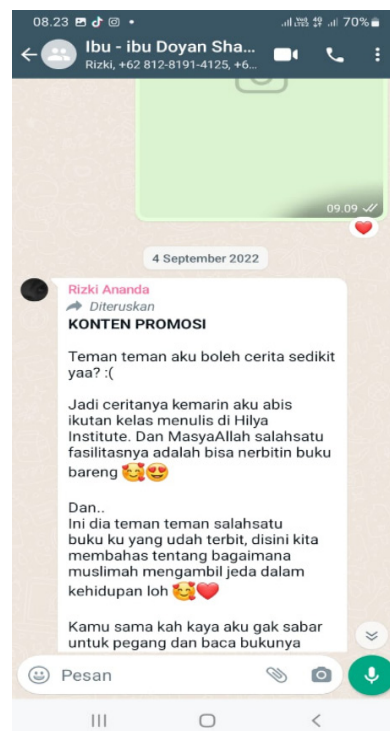 08.23
70%
Ibu - ibu Doyan Sha...
Rizki, +62 812-8191-4125, +6...
09.09
4 September 2022
Rizki Ananda
Diteruskan
KONTEN PROMOSI
Teman teman aku boleh cerita sedikit
yaa? :(
Jadi ceritanya kemarin aku abis
ikutan kelas menulis di Hilya
Institute. Dan MasyaAllah salahsatu
fasilitasnya adalah bisa nerbitin buku
bareng 🥰😍
Dan..
Ini dia teman teman salahsatu
buku ku yang udah terbit, disini kita
membahas tentang bagaimana
muslimah mengambil jeda dalam
kehidupan loh 🥰❤️
Kamu sama kah kaya aku gak sabar
untuk pegang dan baca bukunya
Pesan